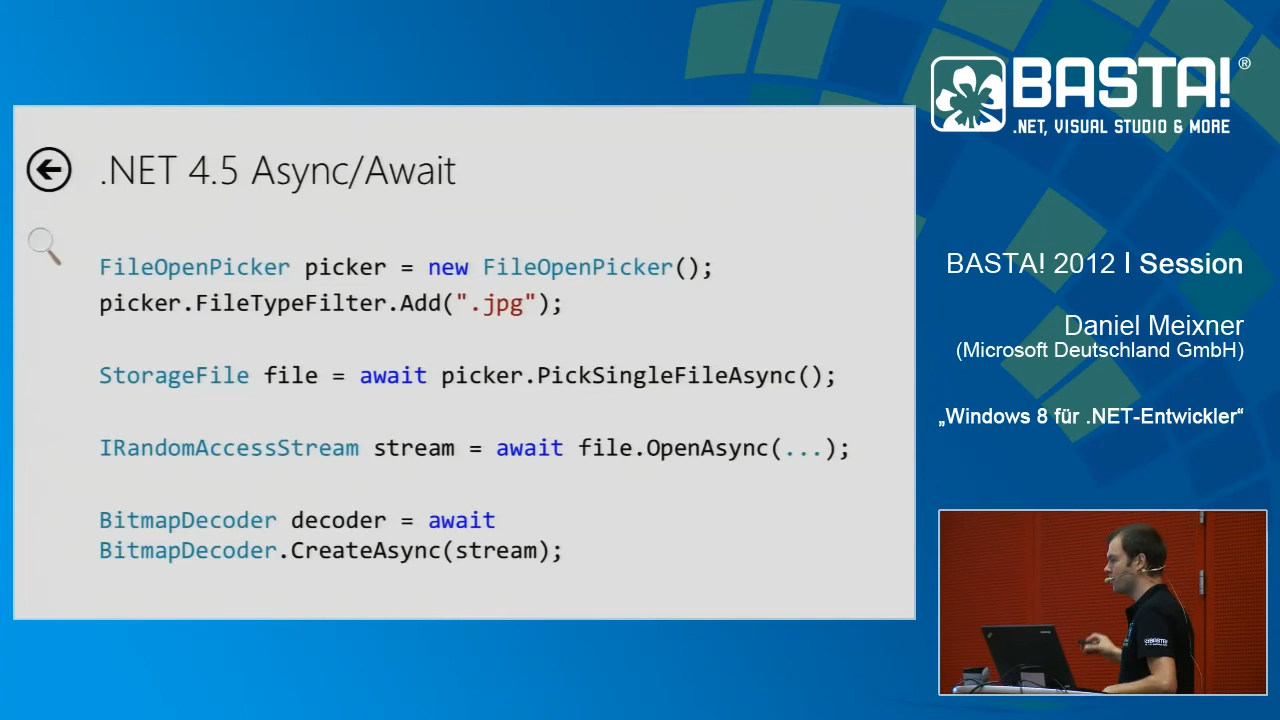 .NET 4.5 Async/Await
FileOpenPicker picker = new FileOpenPicker();
picker.FileTypeFilter.Add(".jpg");
StorageFile file = await picker.PickSingleFileAsync();
IRandomAccessStream stream = await file.OpenAsync(...);
BitmapDecoder decoder = await
BitmapDecoder.CreateAsync(stream);
BASTA!®
.NET, VISUAL STUDIO & MORE
BASTA! 2012 I Session
Daniel Meixner
(Microsoft Deutschland GmbH)
„Windows 8 für .NET-Entwickler“
BASTA!